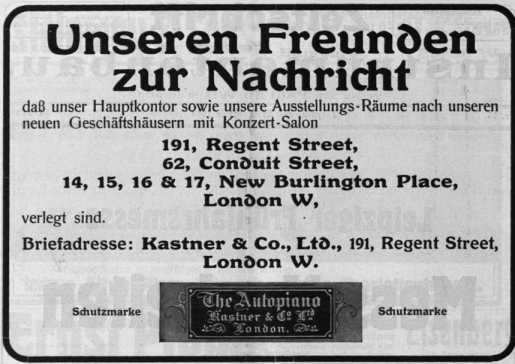 Unseren Freunden
zur Nachricht
daß unser Hauptkontor sowie unsere Ausstellungs-Räume nach unseren
neuen Geschäftshäusern mit Konzert-Salon
191, Regent Street,
62, Conduit Street,
14, 15, 16 & 17, New Burlington Place,
London W,
verlegt sind.
Briefadresse: Kastner & Co., Ltd., 191, Regent Street,
London W.
Schutzmarke
The Autopiano
Kastner & Co Ltd
London.
Schutzmarke